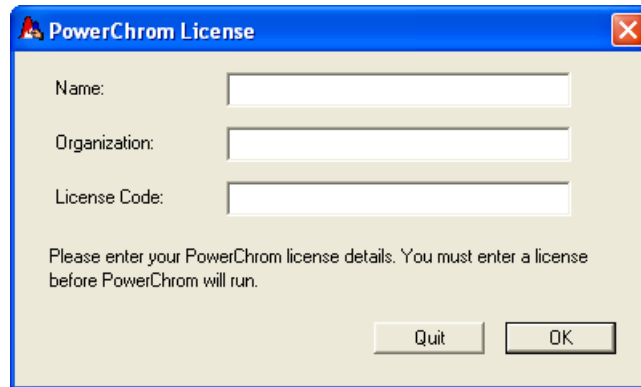 PowerChrom License
Name:
Organization:
License Code:
Please enter your PowerChrom license details. You must enter a license
before PowerChrom will run.
Quit
OK